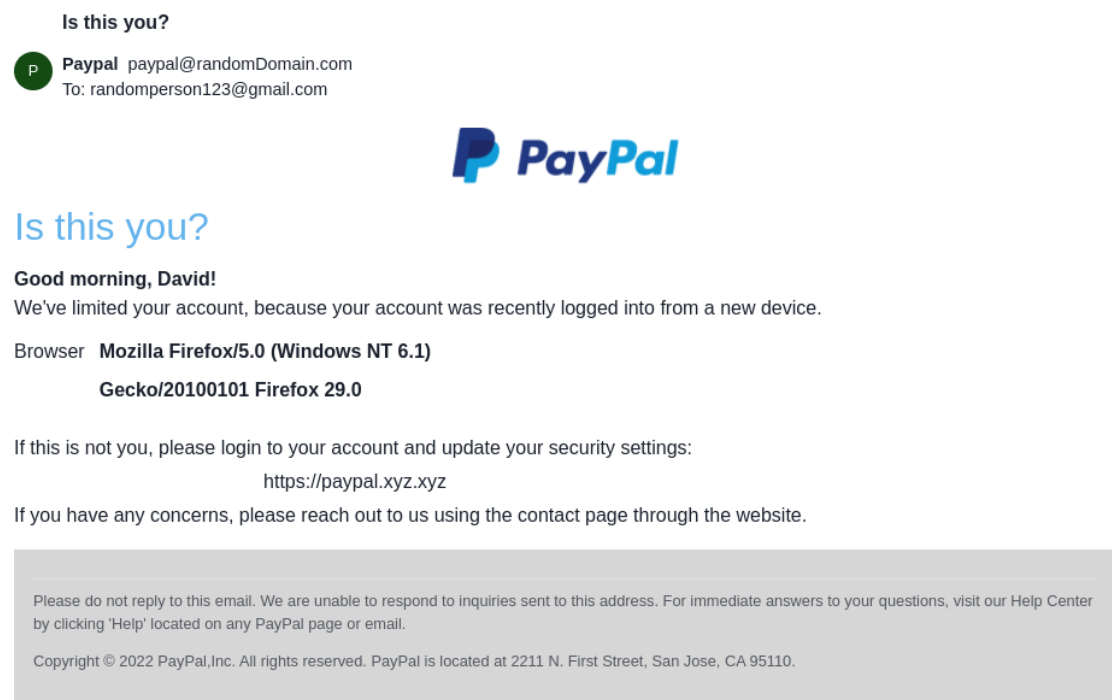 Is this you?
P
Paypal paypal@randomDomain.com
To: randomperson123@gmail.com
PayPal
Is this you?
Good morning, David!
We've limited your account, because your account was recently logged into from a new device.
Browser Mozilla Firefox/5.0 (Windows NT 6.1)
Gecko/20100101 Firefox 29.0
If this is not you, please login to your account and update your security settings:
https://paypal.xyz.xyz
If you have any concerns, please reach out to us using the contact page through the website.
Please do not reply to this email. We are unable to respond to inquiries sent to this address. For immediate answers to your questions, visit our Help Center
by clicking 'Help' located on any PayPal page or email.
Copyright © 2022 PayPal,Inc. All rights reserved. PayPal is located at 2211 N. First Street, San Jose, CA 95110.